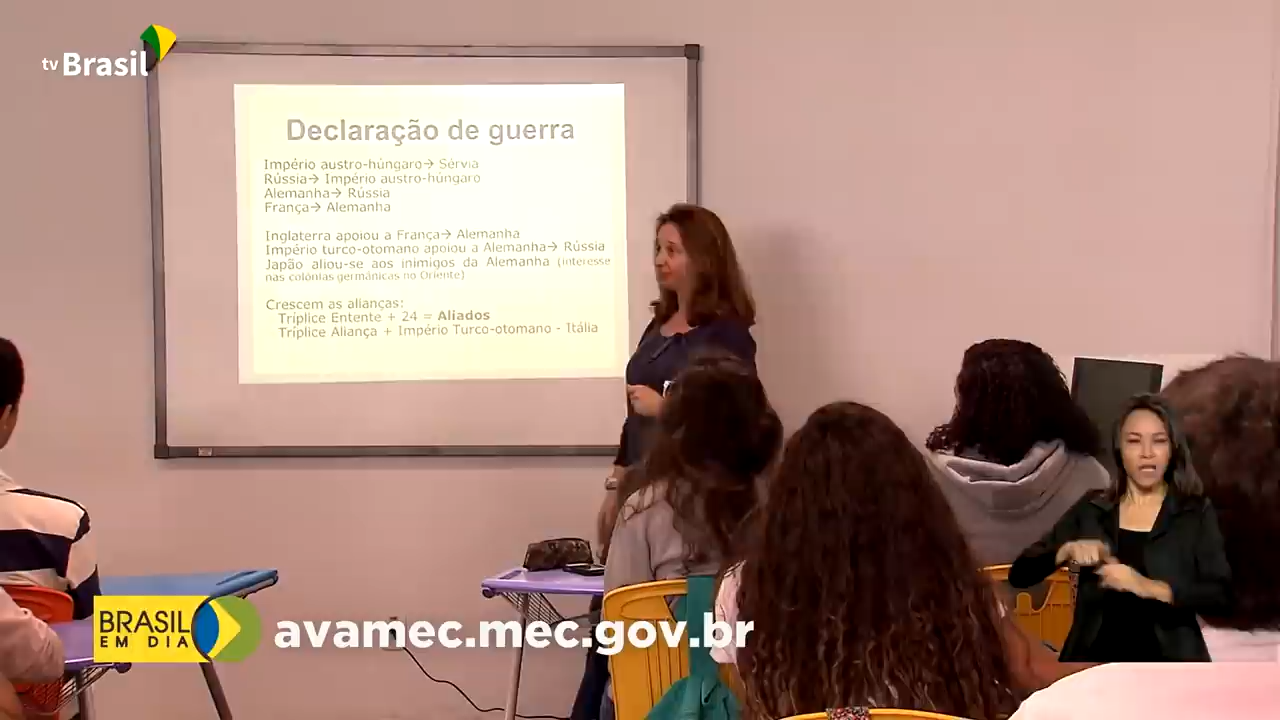 tv Brasil
Declaração de guerra
Império austro-húngaro→ Sérvia
Rússia→ Império austro-húngaro
Alemanha→ Rússia
França→ Alemanha
Inglaterra apoiou a França→ Alemanha
Império turco-otomano apoiou a Alemanha→ Rússia
Japão aliou-se aos inimigos da Alemanha (interesse
nas colônias germânicas no Oriente)
Crescem as alianças:
Tríplice Entente + 24 = Aliados
Tríplice Aliança + Império Turco-otomano - Itália
BRASIL
EM DIA
avamec.mec.gov.br